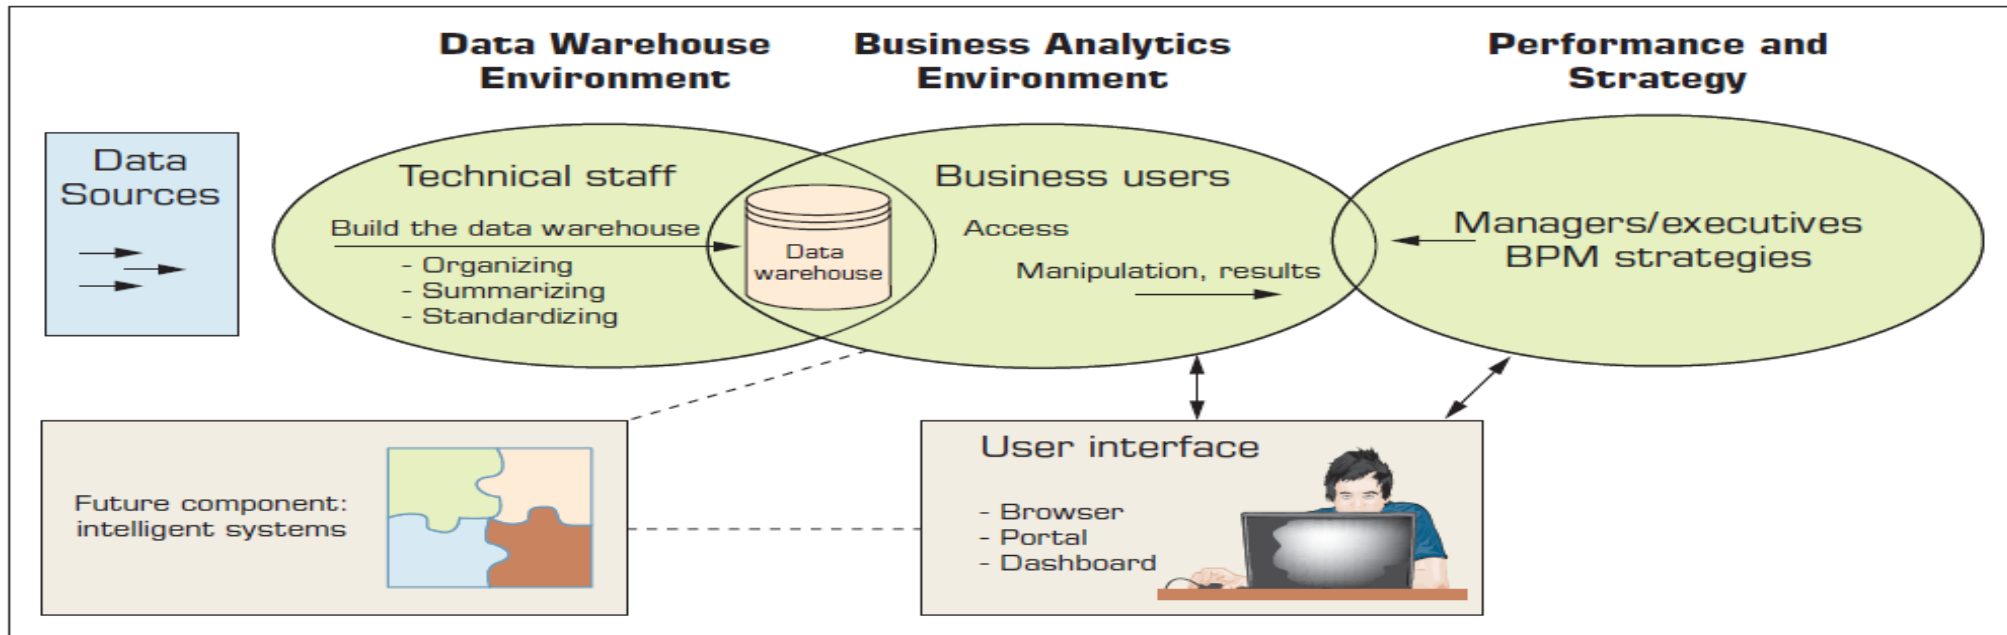 Data Warehouse
Environment
Business Analytics
Environment
Performance and
Strategy
Data
Sources
Technical staff
Build the data warehouse
- Organizing
- Summarizing
- Standardizing
Data
warehouse
Business users
Access
Manipulation, results
Managers/executives
BPM strategies
Future component:
intelligent systems
User interface
- Browser
- Portal
- Dashboard